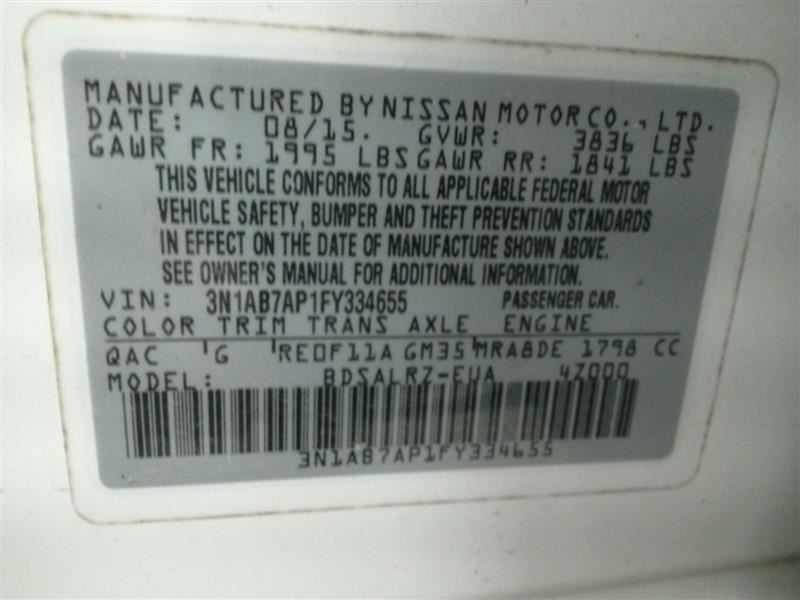 MANUFACTURED BY NISSAN MOTOR CO., LTD.
DATE: 08/15. GVWR: 3836 LBS
GAWR FR: 1995 LBS GAWR RR: 1841 LBS
THIS VEHICLE CONFORMS TO ALL APPLICABLE FEDERAL MOTOR
VEHICLE SAFETY, BUMPER AND THEFT PREVENTION STANDARDS
IN EFFECT ON THE DATE OF MANUFACTURE SHOWN ABOVE.
SEE OWNER'S MANUAL FOR ADDITIONAL INFORMATION.
VIN: 3N1AB7AP1FY334655 PASSENGER CAR.
COLOR TRIM TRANS AXLE ENGINE
QAC G RE0F11A GM35 MRA8DE 1798 CC
MODEL: BDSALRZ-EUA 4Z000
3N1AB7AP1FY334655